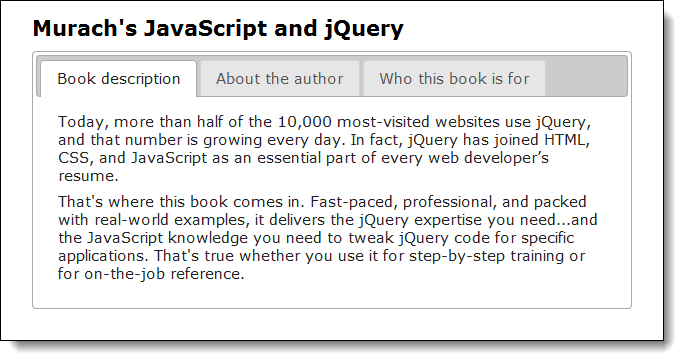 Murach's JavaScript and jQuery
Book description
About the author
Who this book is for
Today, more than half of the 10,000 most-visited websites use jQuery,
and that number is growing every day. In fact, jQuery has joined HTML,
CSS, and JavaScript as an essential part of every web developer’s
resume.
That's where this book comes in. Fast-paced, professional, and packed
with real-world examples, it delivers the jQuery expertise you need...and
the JavaScript knowledge you need to tweak jQuery code for specific
applications. That's true whether you use it for step-by-step training or
for on-the-job reference.